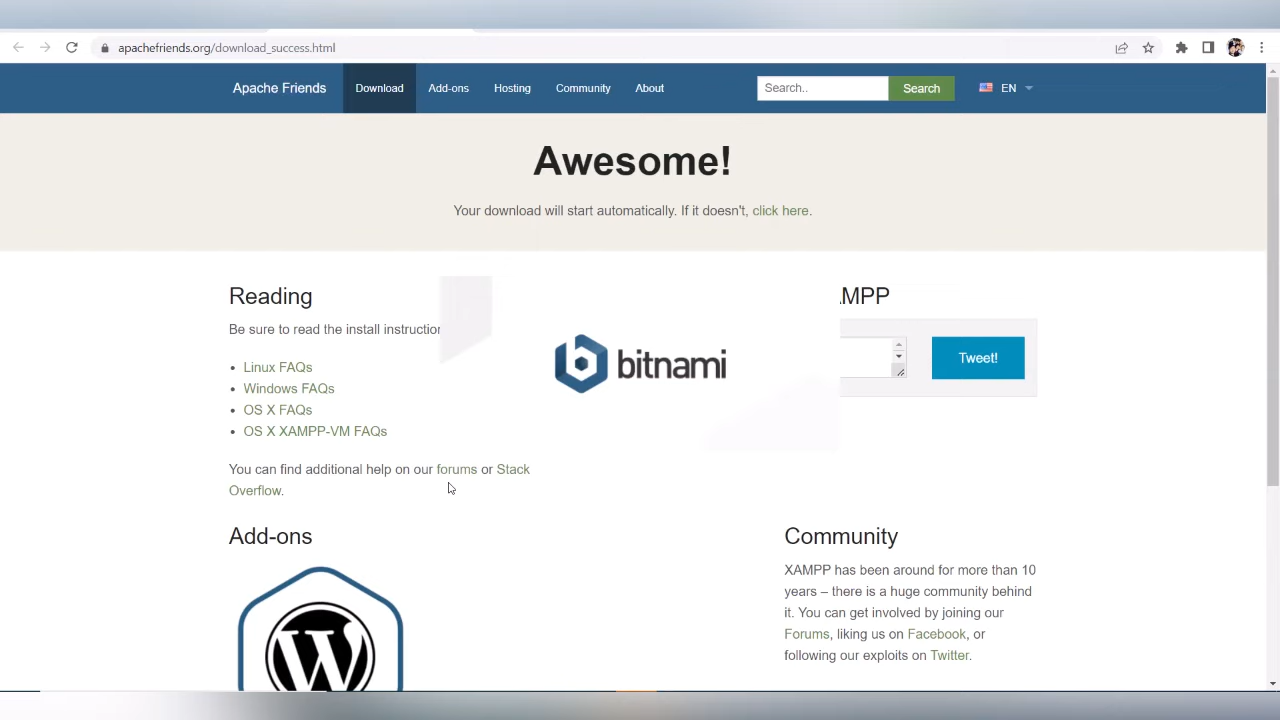 apachefriends.org/download_success.html
Apache Friends
Download
Add-ons
Hosting
Community
About
Search..
Search
EN
Awesome!
Your download will start automatically. If it doesn't, click here.
Reading
Be sure to read the install instruction
• Linux FAQs
• Windows FAQs
• OS X FAQs
• OS X XAMPP-VM FAQs
You can find additional help on our forums or Stack
Overflow.
bitnami
AMPP
Tweet!
Add-ons
W
Community
XAMPP has been around for more than 10
years – there is a huge community behind
it. You can get involved by joining our
Forums, liking us on Facebook, or
following our exploits on Twitter.